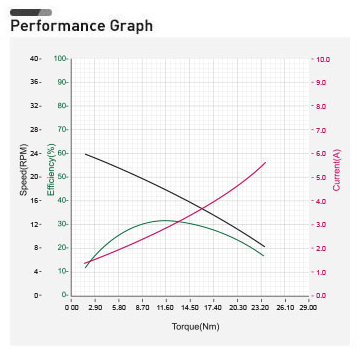 Performance Graph
40- 100- - 10.0
36- 90- - 9.0
32- 80- - 8.0
28- 70- - 7.0
24- 60- - 6.0
20- 50- - 5.0
16- 40- - 4.0
12- 30- - 3.0
8- 20- - 2.0
4- 10- - 1.0
0- 0- - 0.0
Speed(RPM)
Efficiency(%)
Current(A)
0 00 2.90 5.80 8.70 11.60 14.50 17.40 20.30 23.20 26.10 29.00
Torque(Nm)